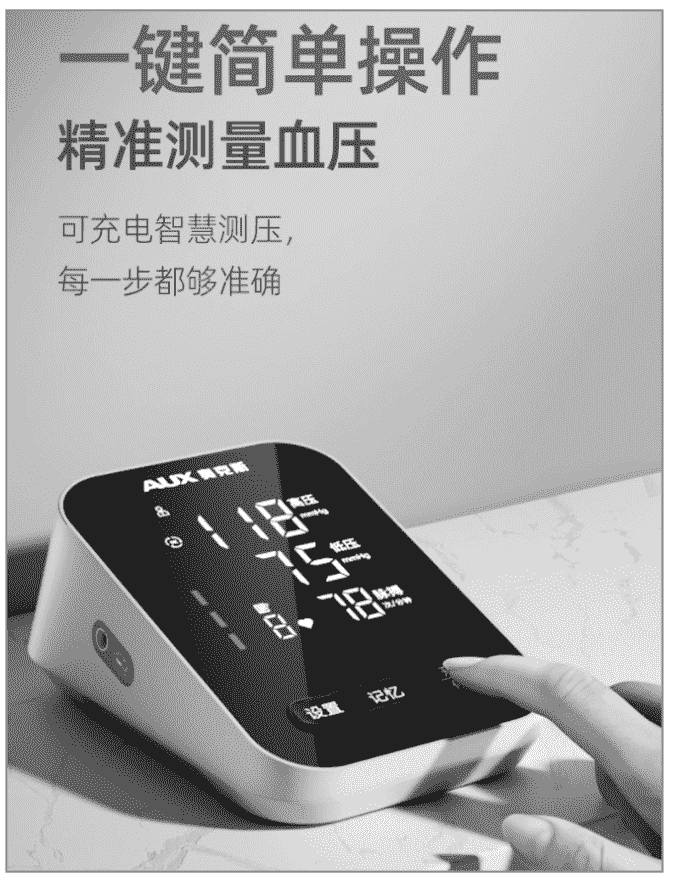 一键简单操作
精准测量血压
可充电智慧测压，
每一步都够准确
AUX 奥克斯
118 高压 mmHg
75 低压 mmHg
78 脉搏 次/分钟
8
设置 记忆